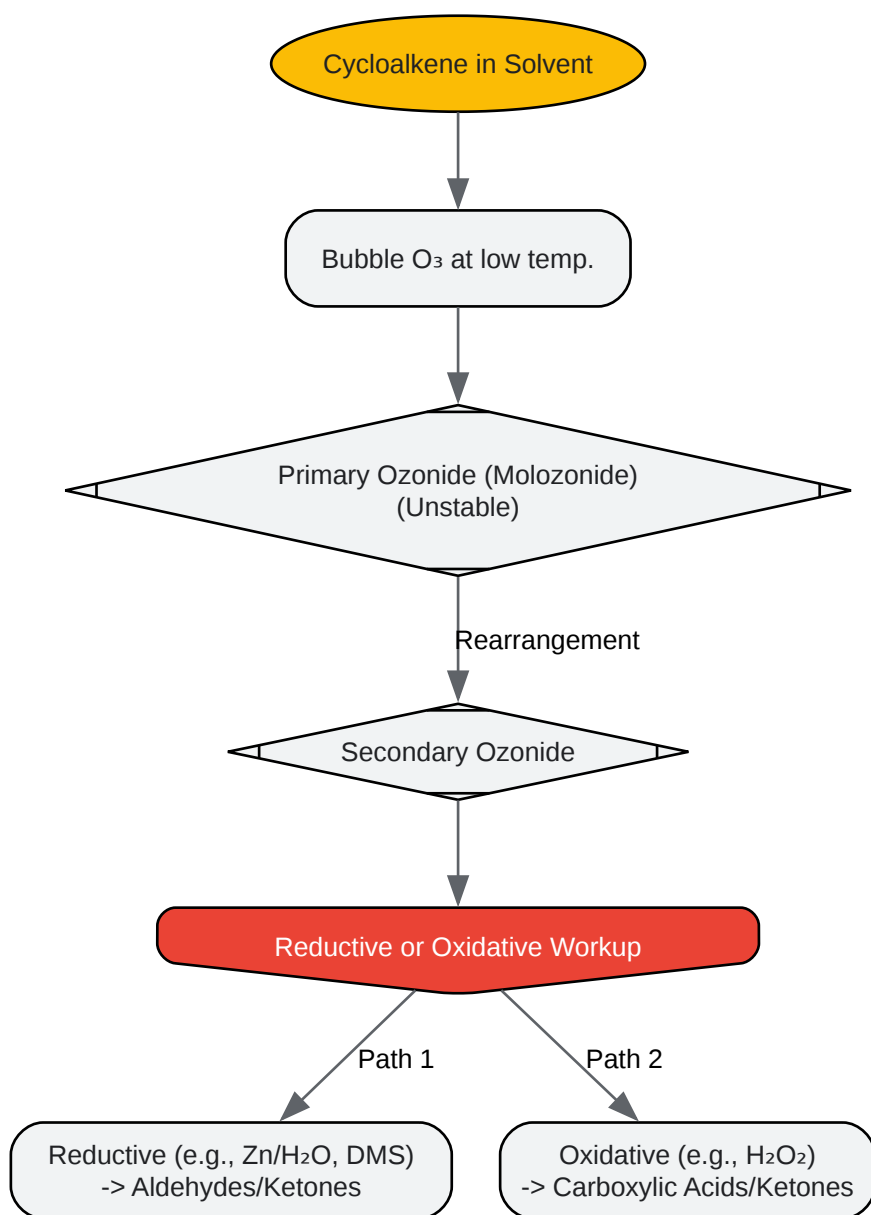 Cycloalkene in Solvent
Bubble O₃ at low temp.
Primary Ozonide (Molozonide)
(Unstable)
Rearrangement
Secondary Ozonide
Reductive or Oxidative Workup
Path 1
Path 2
Reductive (e.g., Zn/H₂O, DMS)
-> Aldehydes/Ketones
Oxidative (e.g., H₂O₂)
-> Carboxylic Acids/Ketones